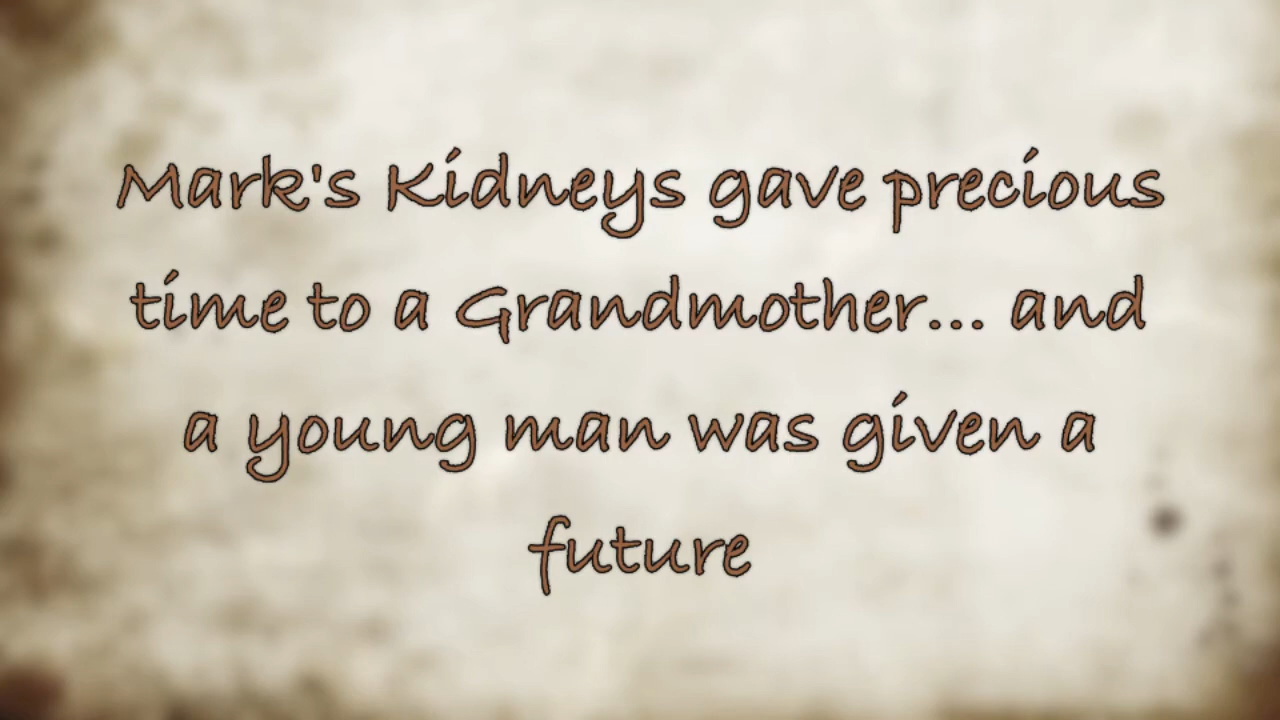 Mark's Kidneys gave precious
time to a Grandmother... and
a young man was given a
future